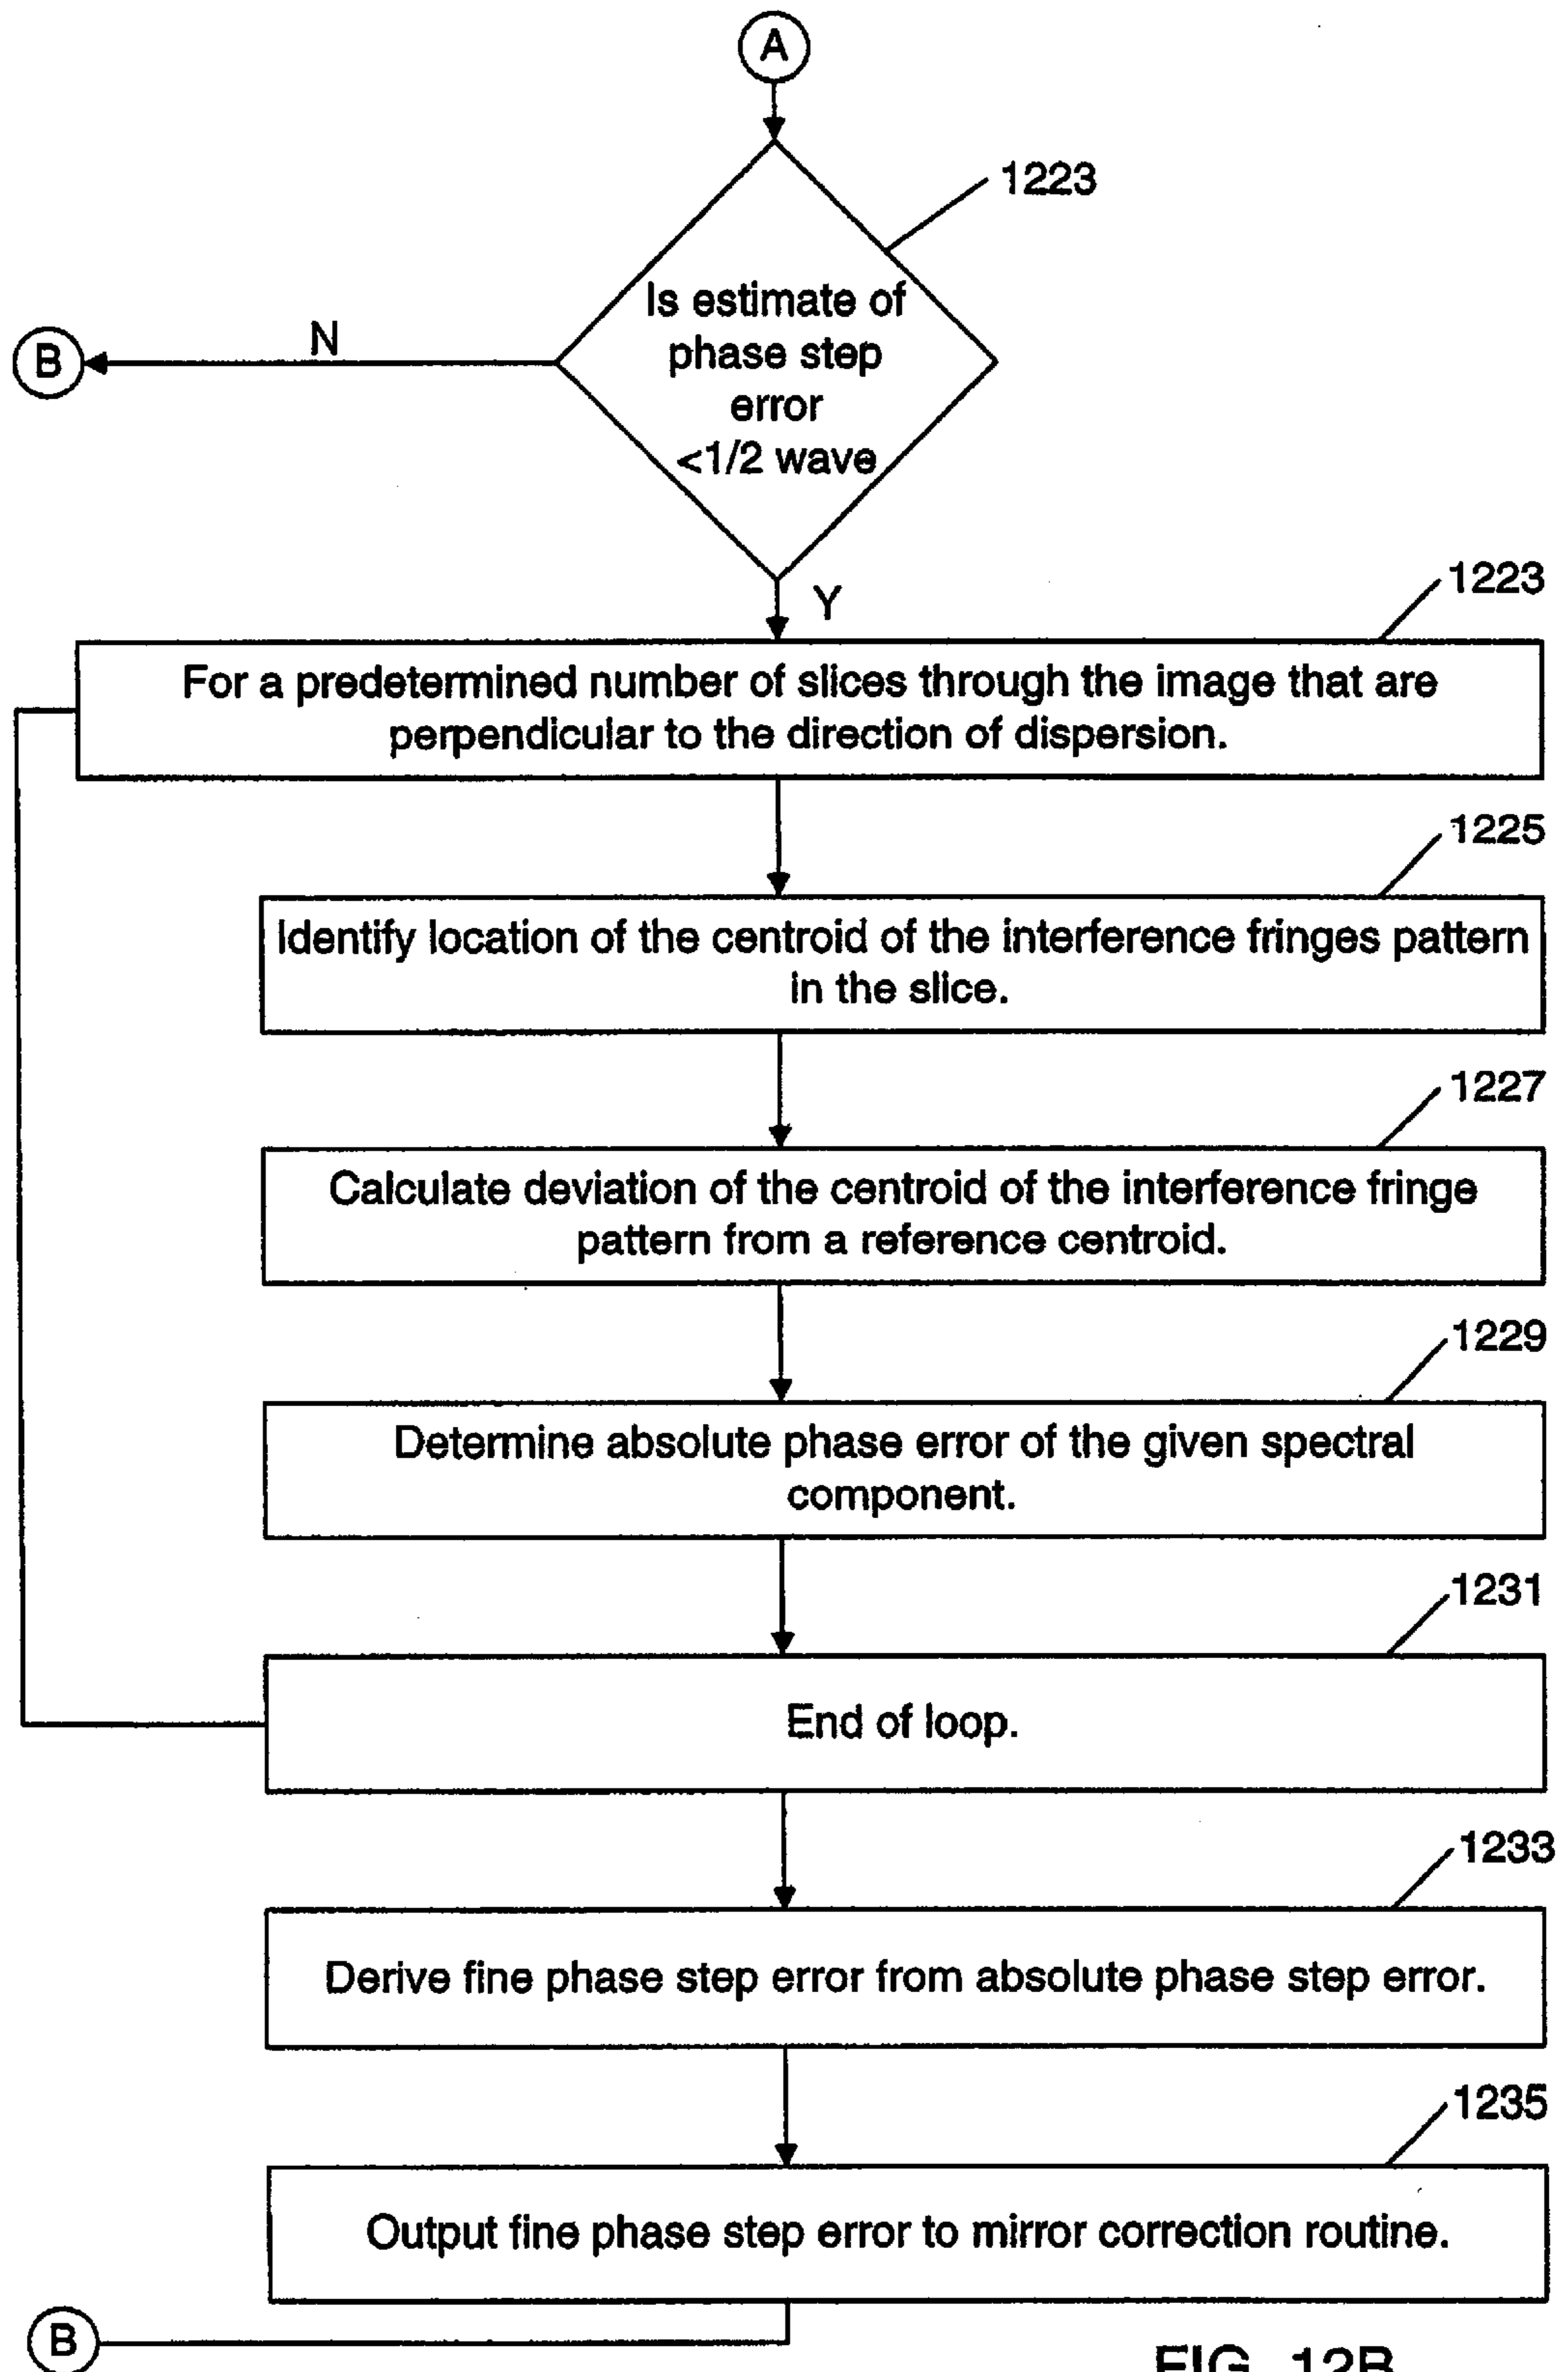 A
1223
Is estimate of
phase step
error
<1/2 wave
N
B
Y
1223
For a predetermined number of slices through the image that are
perpendicular to the direction of dispersion.
1225
Identify location of the centroid of the interference fringes pattern
in the slice.
1227
Calculate deviation of the centroid of the interference fringe
pattern from a reference centroid.
1229
Determine absolute phase error of the given spectral
component.
1231
End of loop.
1233
Derive fine phase step error from absolute phase step error.
1235
Output fine phase step error to mirror correction routine.
B
FIG. 12B